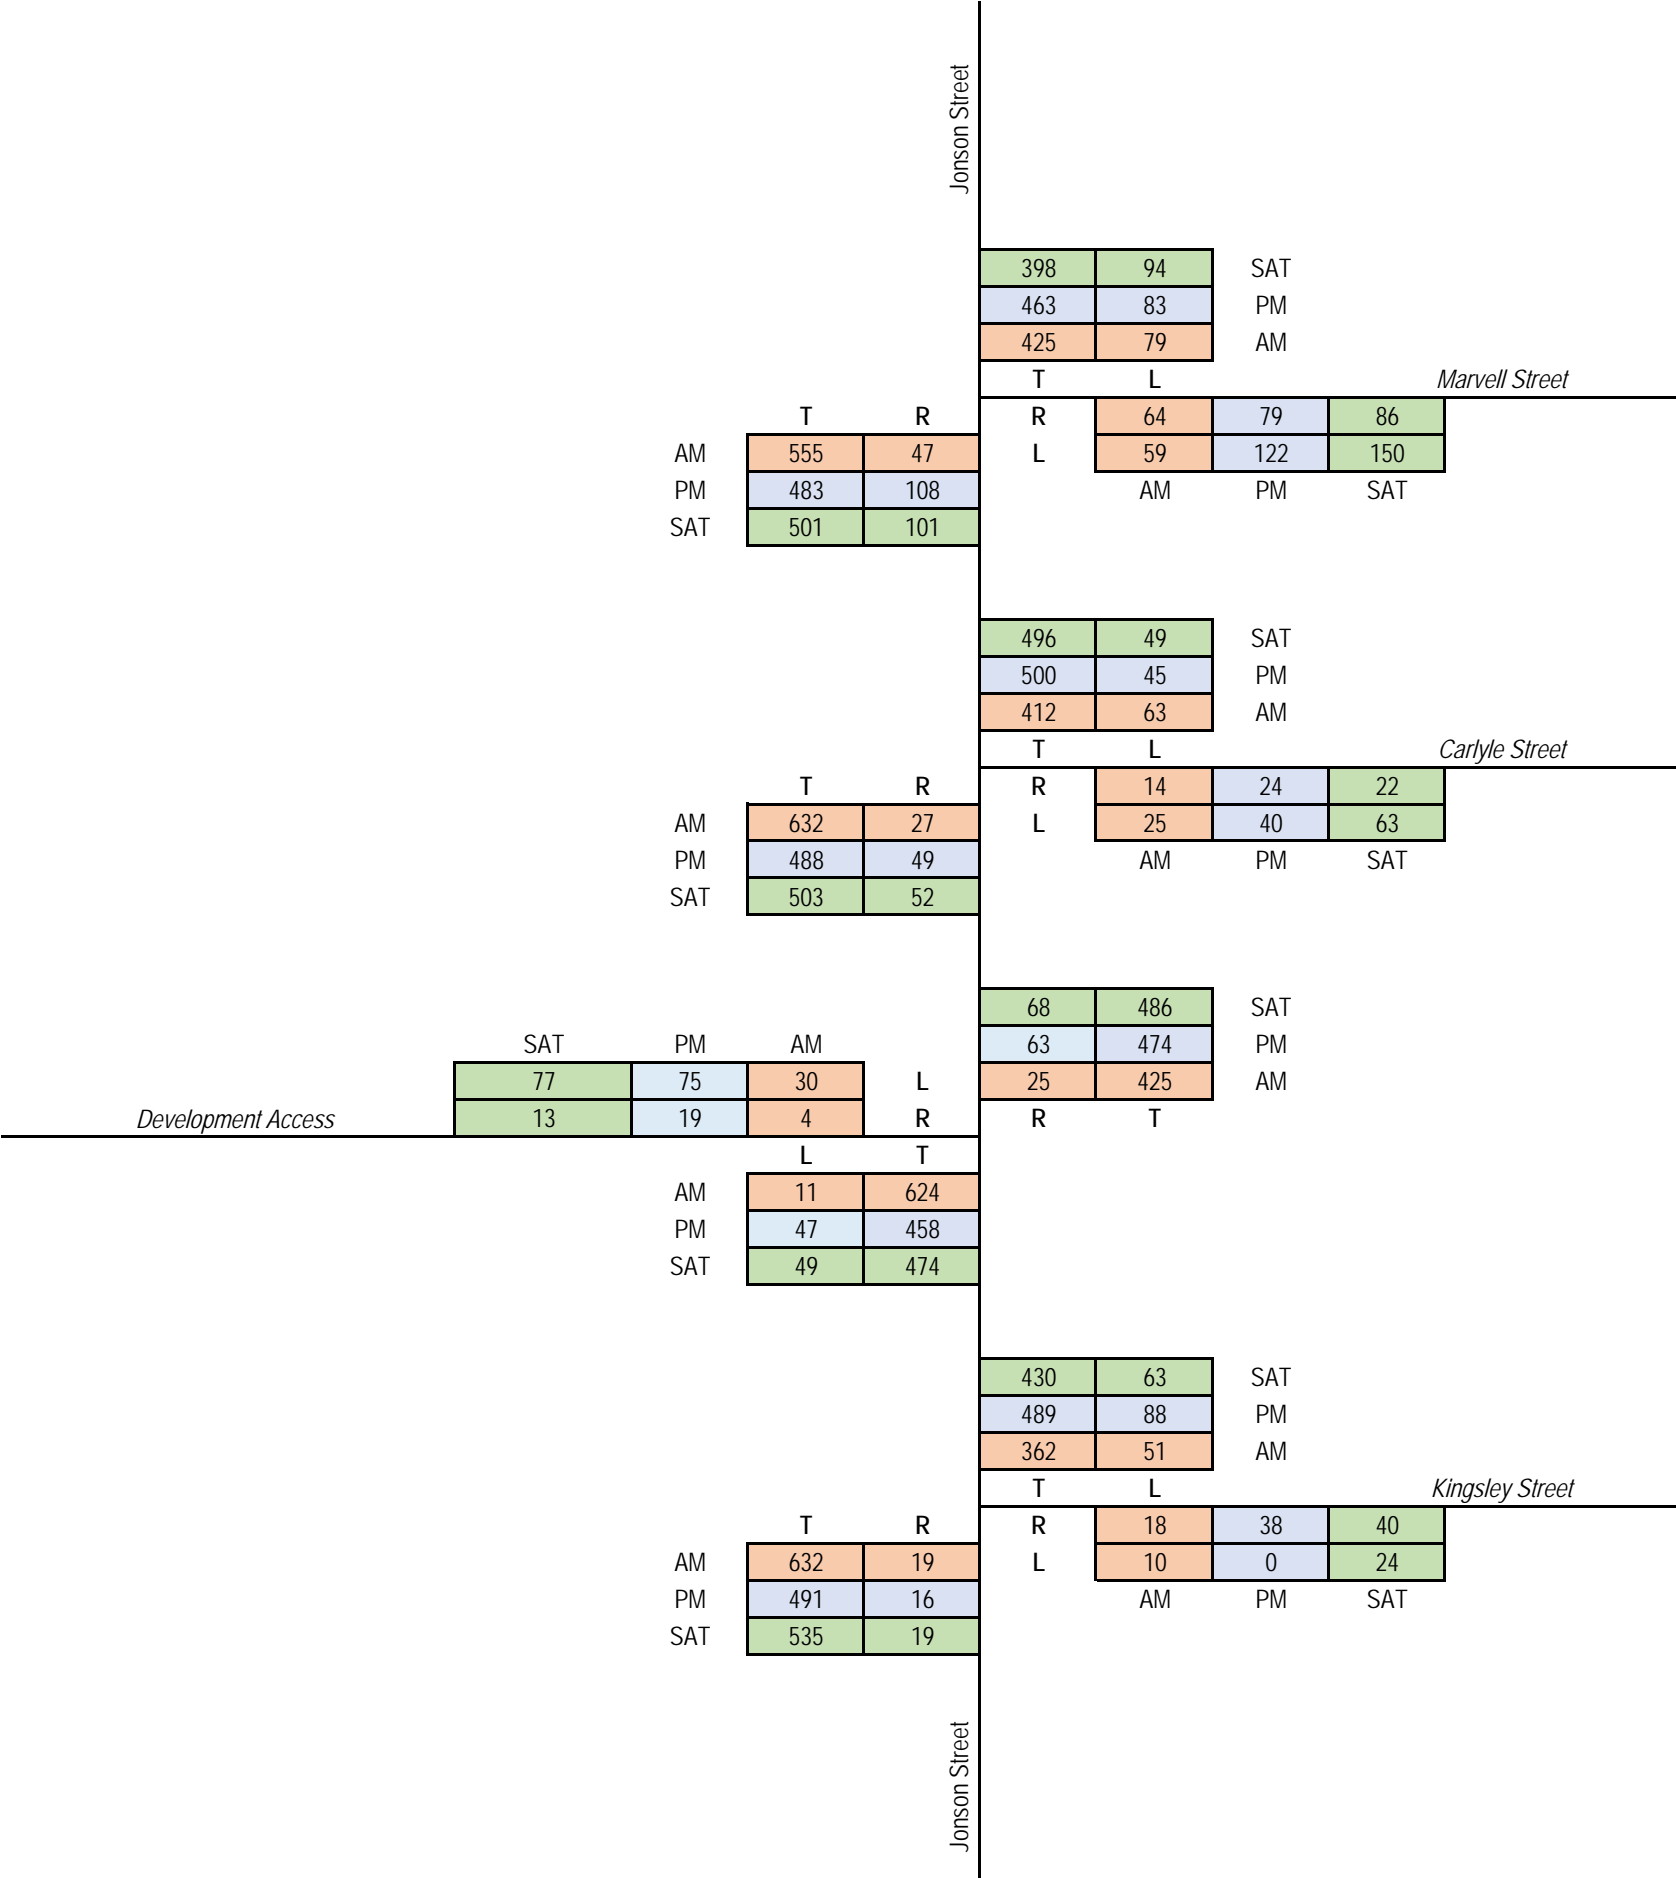 Jonson Street
398 94 SAT
463 83 PM
425 79 AM
T L Marvell Street
T R R 64 79 86
AM 555 47 L 59 122 150
PM 483 108 AM PM SAT
SAT 501 101
496 49 SAT
500 45 PM
412 63 AM
T L Carlyle Street
T R R 14 24 22
AM 632 27 L 25 40 63
PM 488 49 AM PM SAT
SAT 503 52
68 486 SAT
SAT PM AM 63 474 PM
77 75 30 L 25 425 AM
Development Access 13 19 4 R R T
L T
AM 11 624
PM 47 458
SAT 49 474
430 63 SAT
489 88 PM
362 51 AM
T L Kingsley Street
T R R 18 38 40
AM 632 19 L 10 0 24
PM 491 16 AM PM SAT
SAT 535 19
Jonson Street